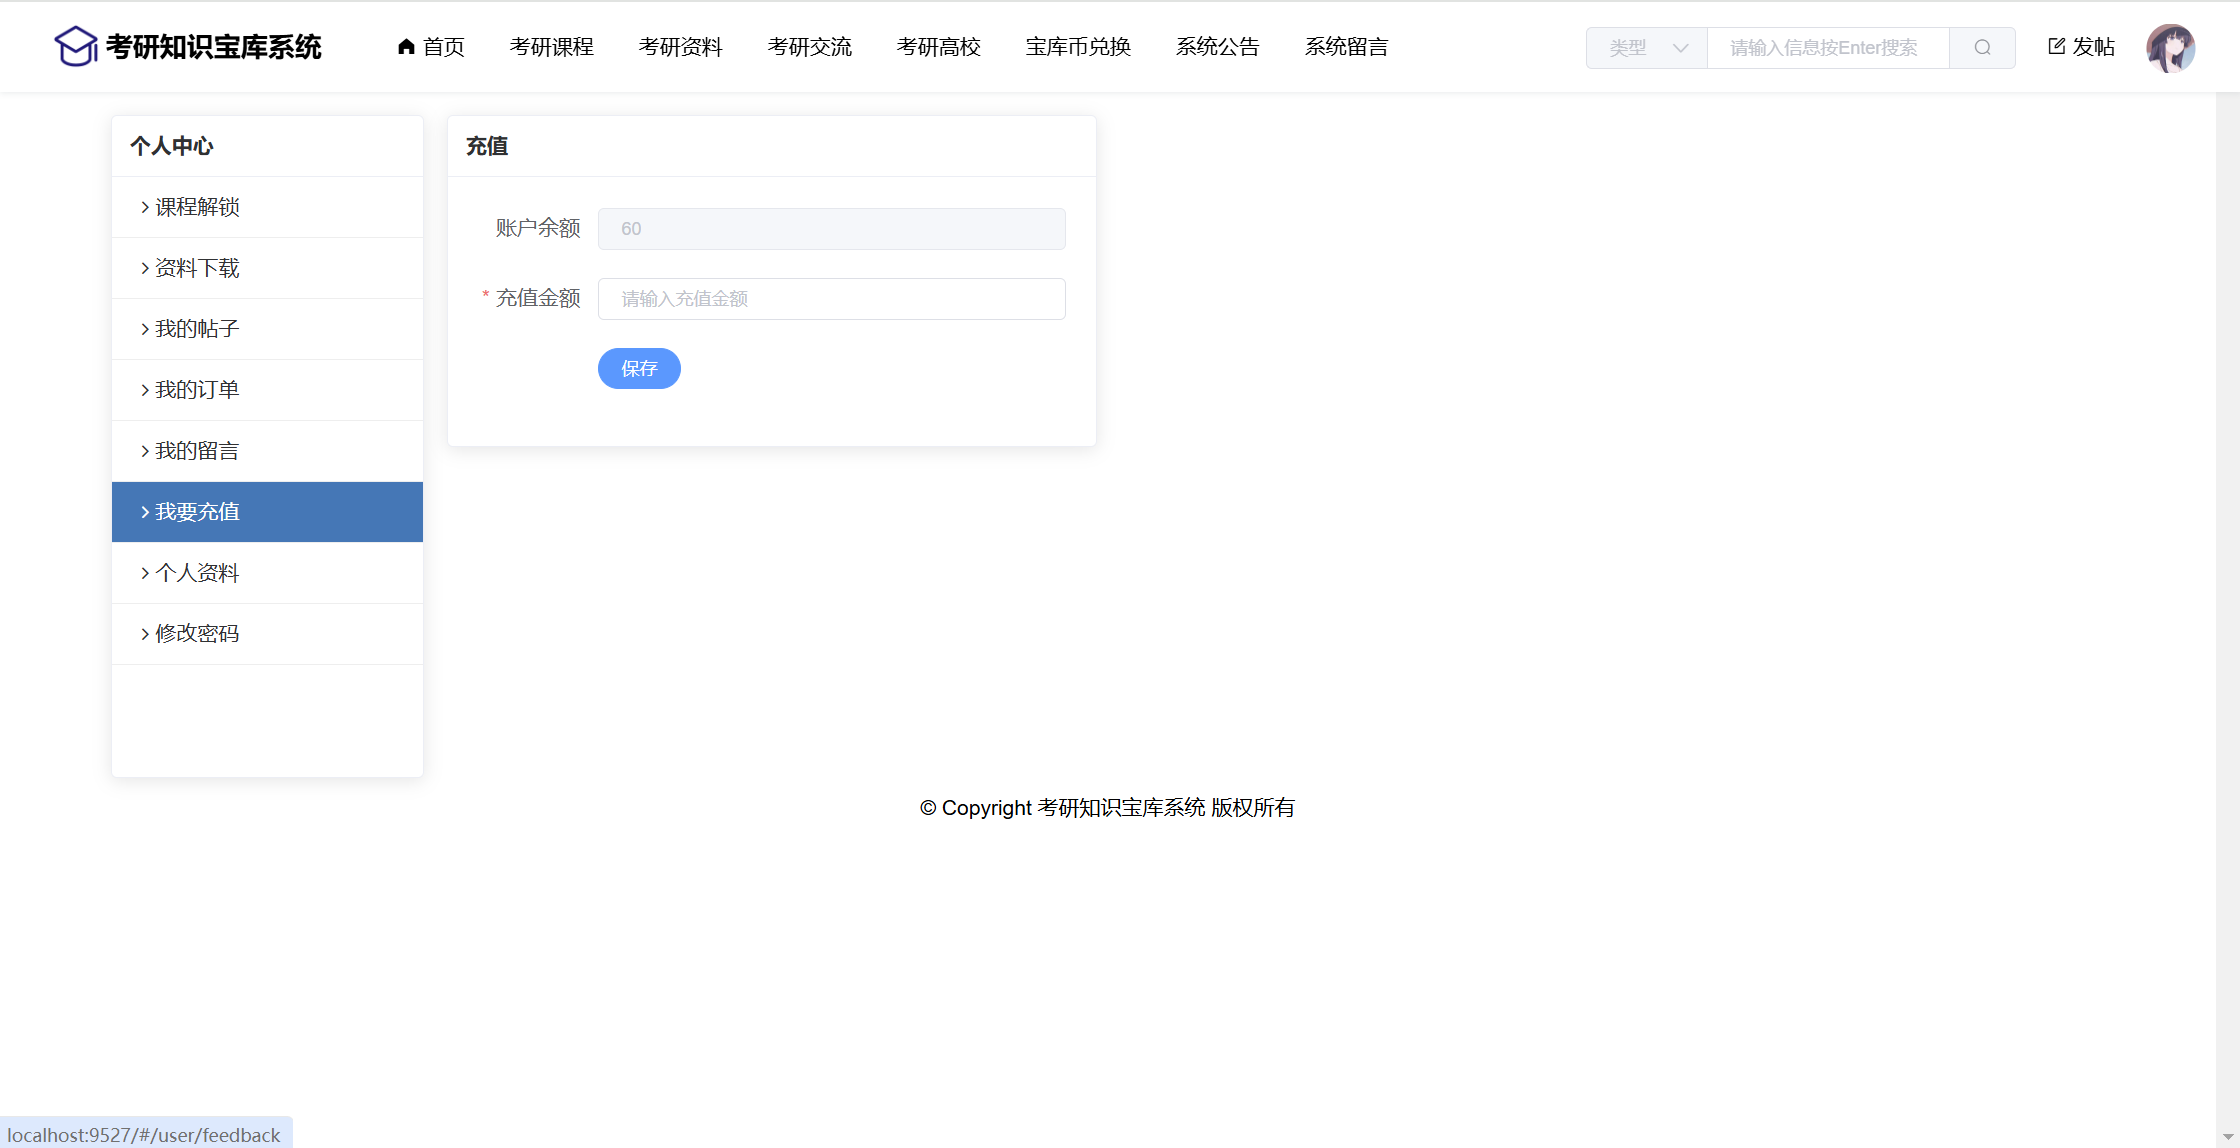 考研知识宝库系统 首页 考研课程 考研资料 考研交流 考研高校 宝库币兑换 系统公告 系统留言 类型 请输入信息按Enter搜索 发帖
个人中心
课程解锁
资料下载
我的帖子
我的订单
我的留言
我要充值
个人资料
修改密码
充值
账户余额 60
* 充值金额 请输入充值金额
保存
© Copyright 考研知识宝库系统 版权所有
localhost:9527/#/user/feedback